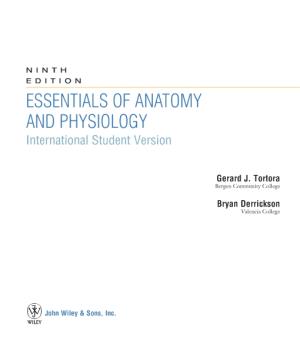 NINTH
EDITION
ESSENTIALS OF ANATOMY
AND PHYSIOLOGY
International Student Version
Gerard J. Tortora
Bergen Community College
Bryan Derrickson
Valencia College
WILEY
John Wiley & Sons, Inc.